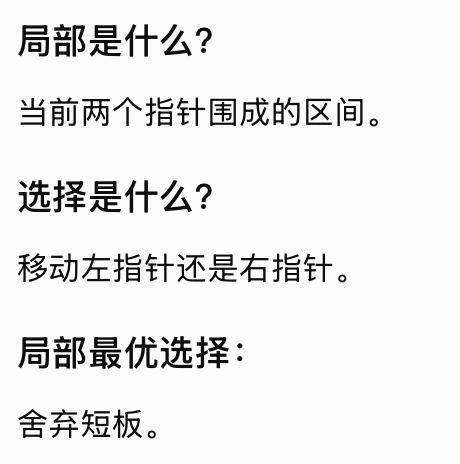 局部是什么?
当前两个指针围成的区间。
选择是什么?
移动左指针还是右指针。
局部最优选择：
舍弃短板。